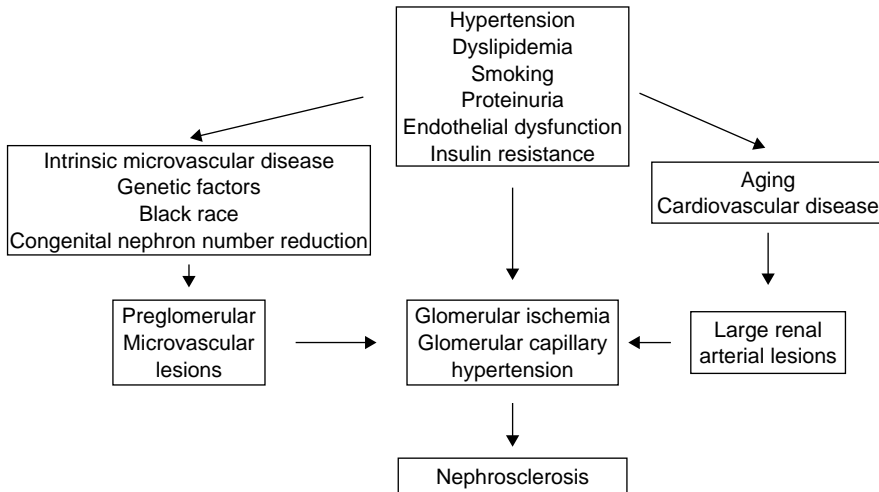 Hypertension
Dyslipidemia
Smoking
Proteinuria
Endothelial dysfunction
Insulin resistance
Intrinsic microvascular disease
Genetic factors
Black race
Congenital nephron number reduction
Aging
Cardiovascular disease
Preglomerular
Microvascular
lesions
Glomerular ischemia
Glomerular capillary
hypertension
Large renal
arterial lesions
Nephrosclerosis